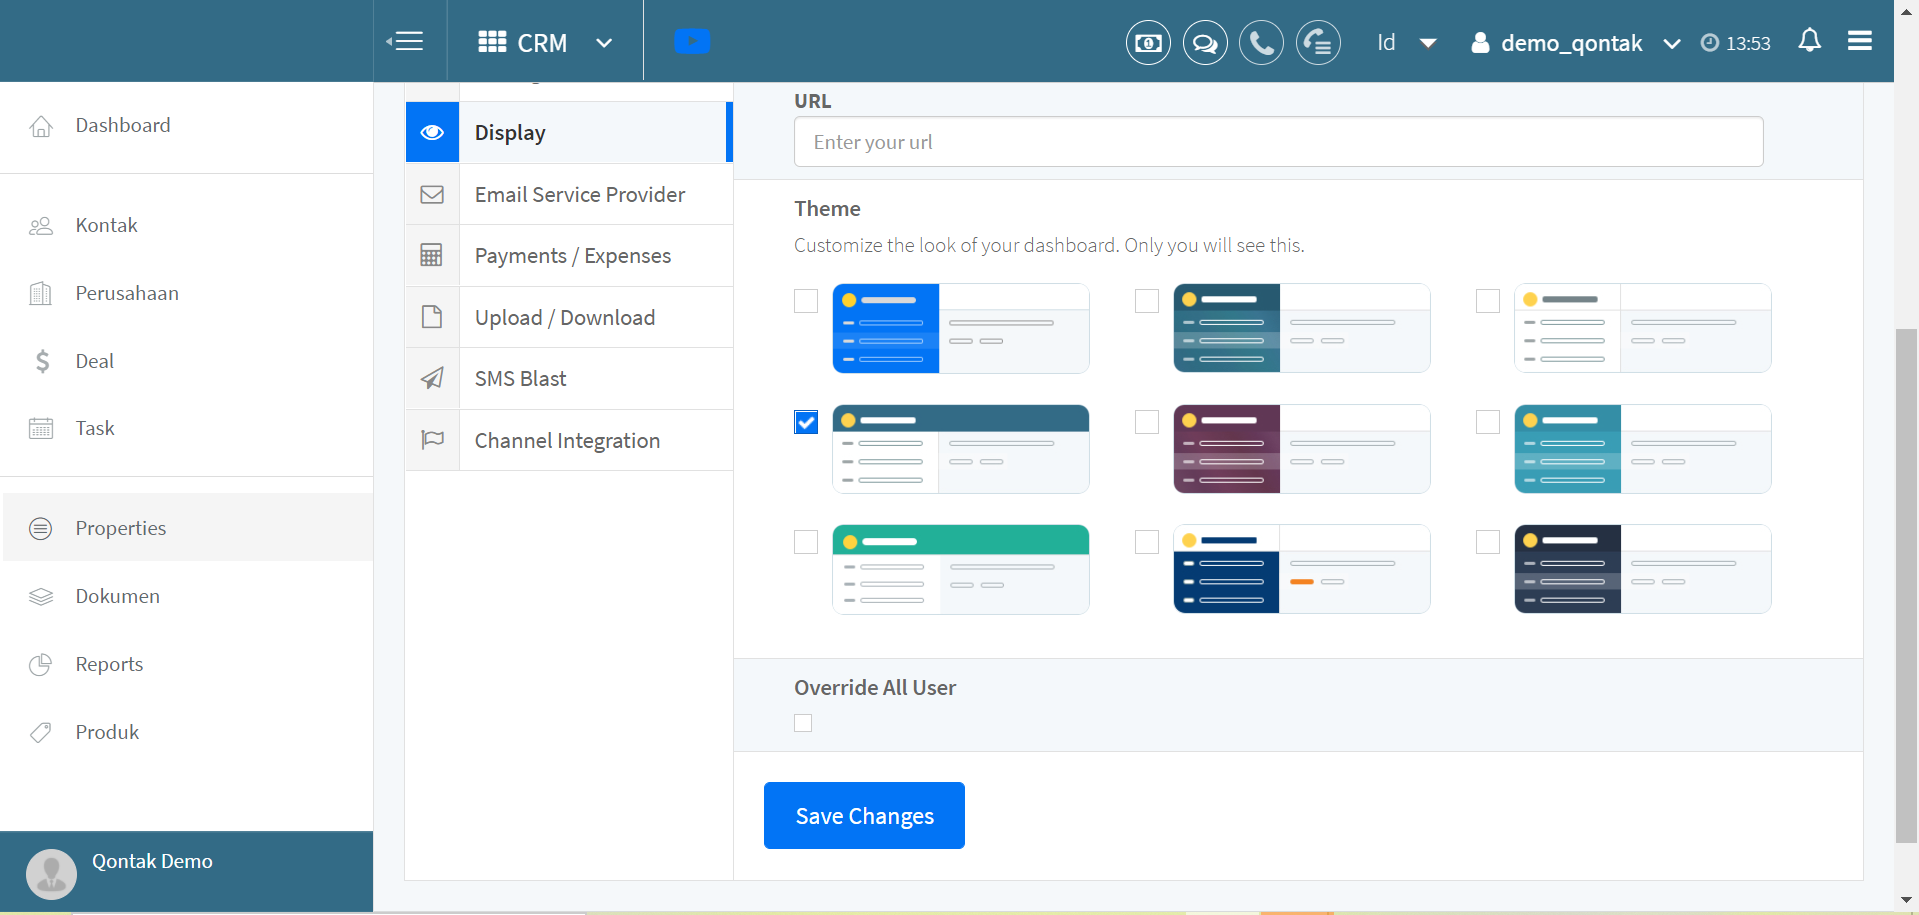 CRM
Id
demo_qontak
13:53
Dashboard
Kontak
Perusahaan
Deal
Task
Properties
Dokumen
Reports
Produk
Qontak Demo
Display
Email Service Provider
Payments / Expenses
Upload / Download
SMS Blast
Channel Integration
URL
Enter your url
Theme
Customize the look of your dashboard. Only you will see this.
Override All User
Save Changes